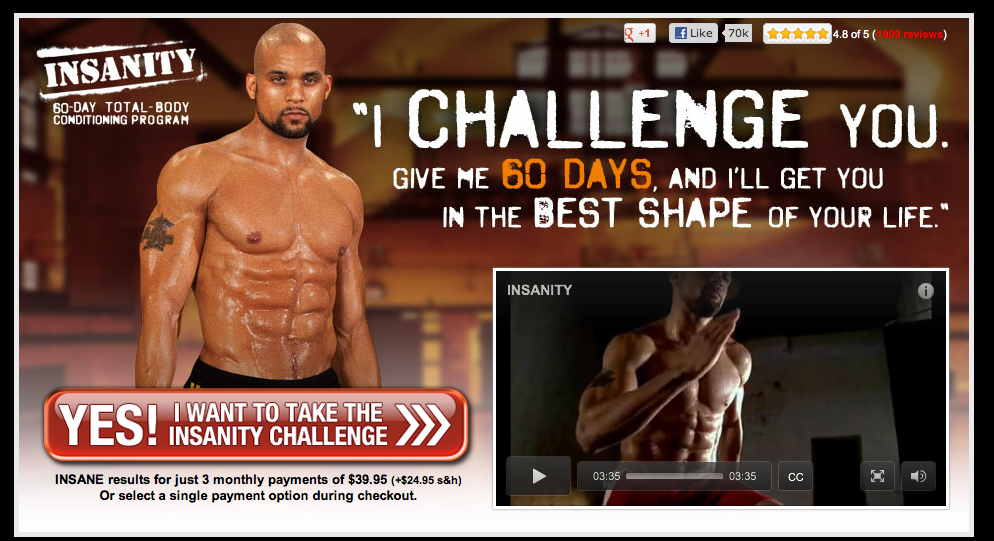 INSANITY
60-DAY TOTAL-BODY
CONDITIONING PROGRAM
g +1
Like
70k
4.8 of 5 (1909 reviews)
"I CHALLENGE YOU.
GIVE ME 60 DAYS, AND I'LL GET YOU
IN THE BEST SHAPE OF YOUR LIFE."
INSANITY
i
03:35
03:35
CC
YES! I WANT TO TAKE THE
INSANITY CHALLENGE
INSANE results for just 3 monthly payments of $39.95 (+$24.95 s&h)
Or select a single payment option during checkout.